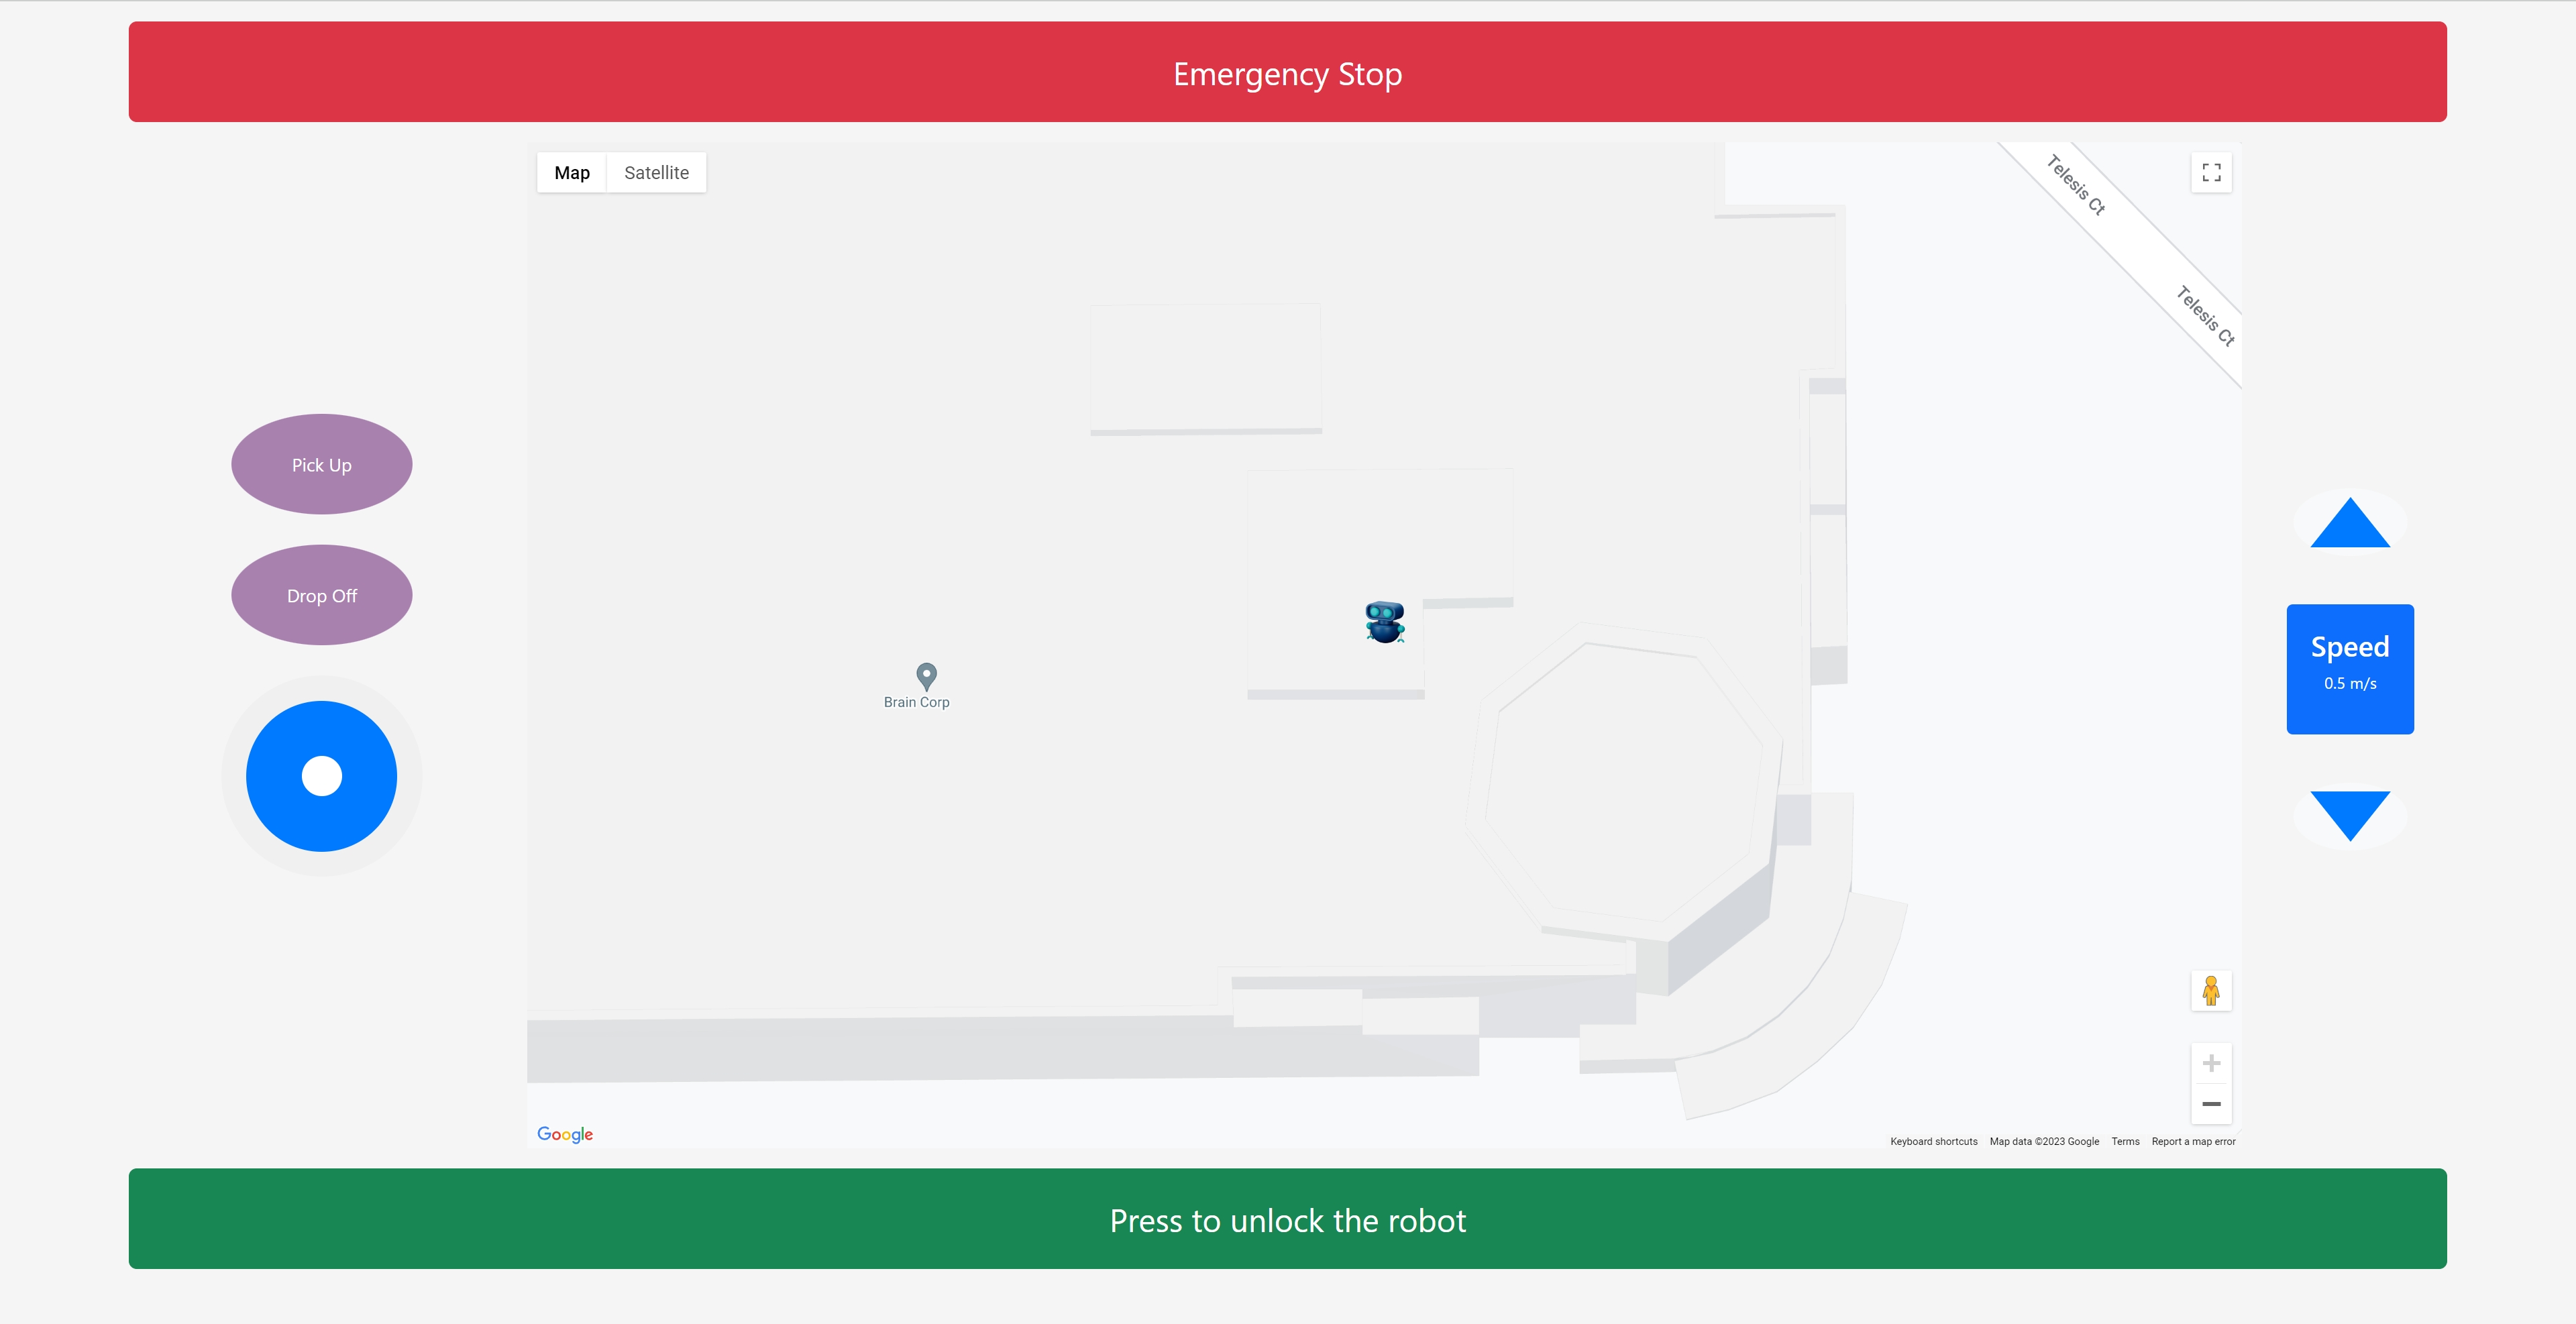 Emergency Stop
Map
Satellite
Telesis Ct
Telesis Ct
Pick Up
Drop Off
Brain Corp
Speed
0.5 m/s
Google
Keyboard shortcuts
Map data ©2023 Google
Terms
Report a map error
Press to unlock the robot